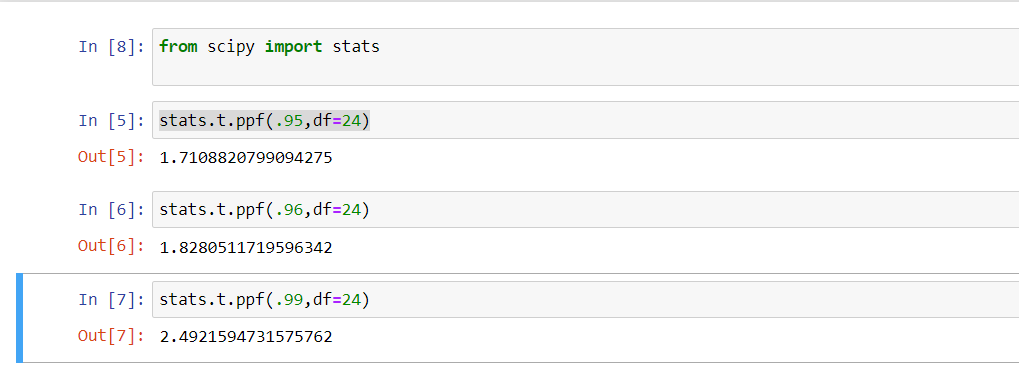 In [8]: from scipy import stats
In [5]: stats.t.ppf(.95,df=24)
Out[5]: 1.7108820799094275
In [6]: stats.t.ppf(.96,df=24)
Out[6]: 1.8280511719596342
In [7]: stats.t.ppf(.99,df=24)
Out[7]: 2.4921594731575762